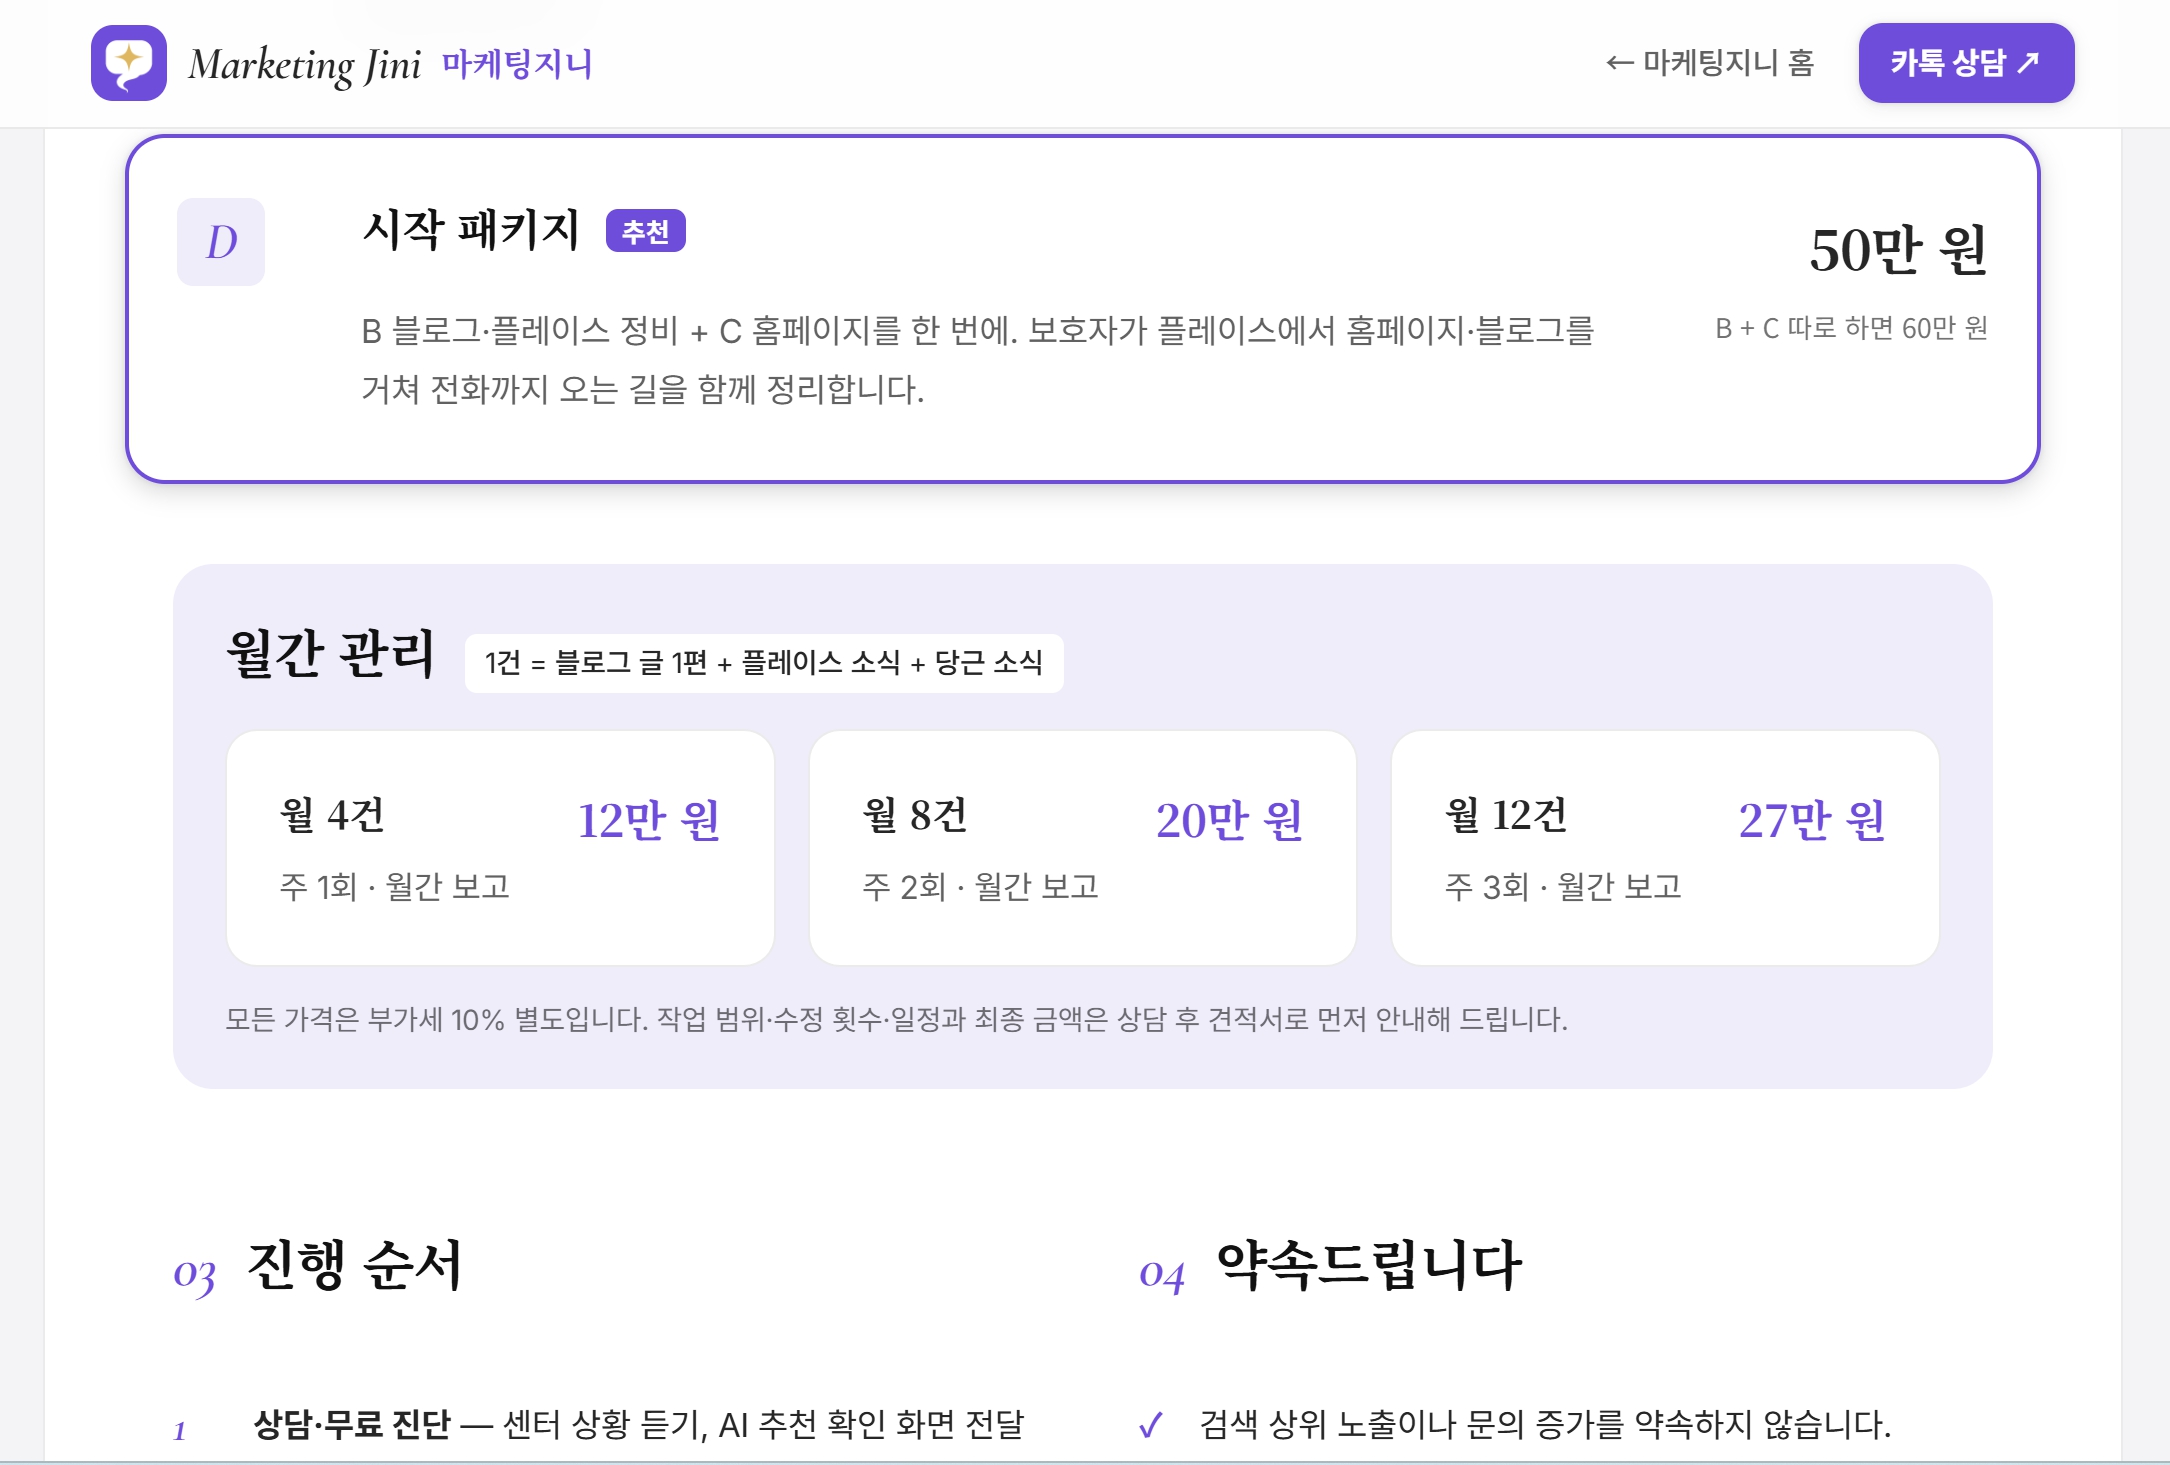 Marketing Jini 마케팅지니
← 마케팅지니 홈
카톡 상담 ↗
D
시작 패키지 추천
50만 원
B 블로그·플레이스 정비 + C 홈페이지를 한 번에. 보호자가 플레이스에서 홈페이지·블로그를
거쳐 전화까지 오는 길을 함께 정리합니다.
B + C 따로 하면 60만 원
월간 관리 1건 = 블로그 글 1편 + 플레이스 소식 + 당근 소식
월 4건 12만 원
주 1회 · 월간 보고
월 8건 20만 원
주 2회 · 월간 보고
월 12건 27만 원
주 3회 · 월간 보고
모든 가격은 부가세 10% 별도입니다. 작업 범위·수정 횟수·일정과 최종 금액은 상담 후 견적서로 먼저 안내해 드립니다.
03 진행 순서
1 상담·무료 진단 — 센터 상황 듣기, AI 추천 확인 화면 전달
04 약속드립니다
✓ 검색 상위 노출이나 문의 증가를 약속하지 않습니다.